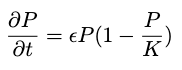 ∂P/∂t = ϵP(1 − P/K)